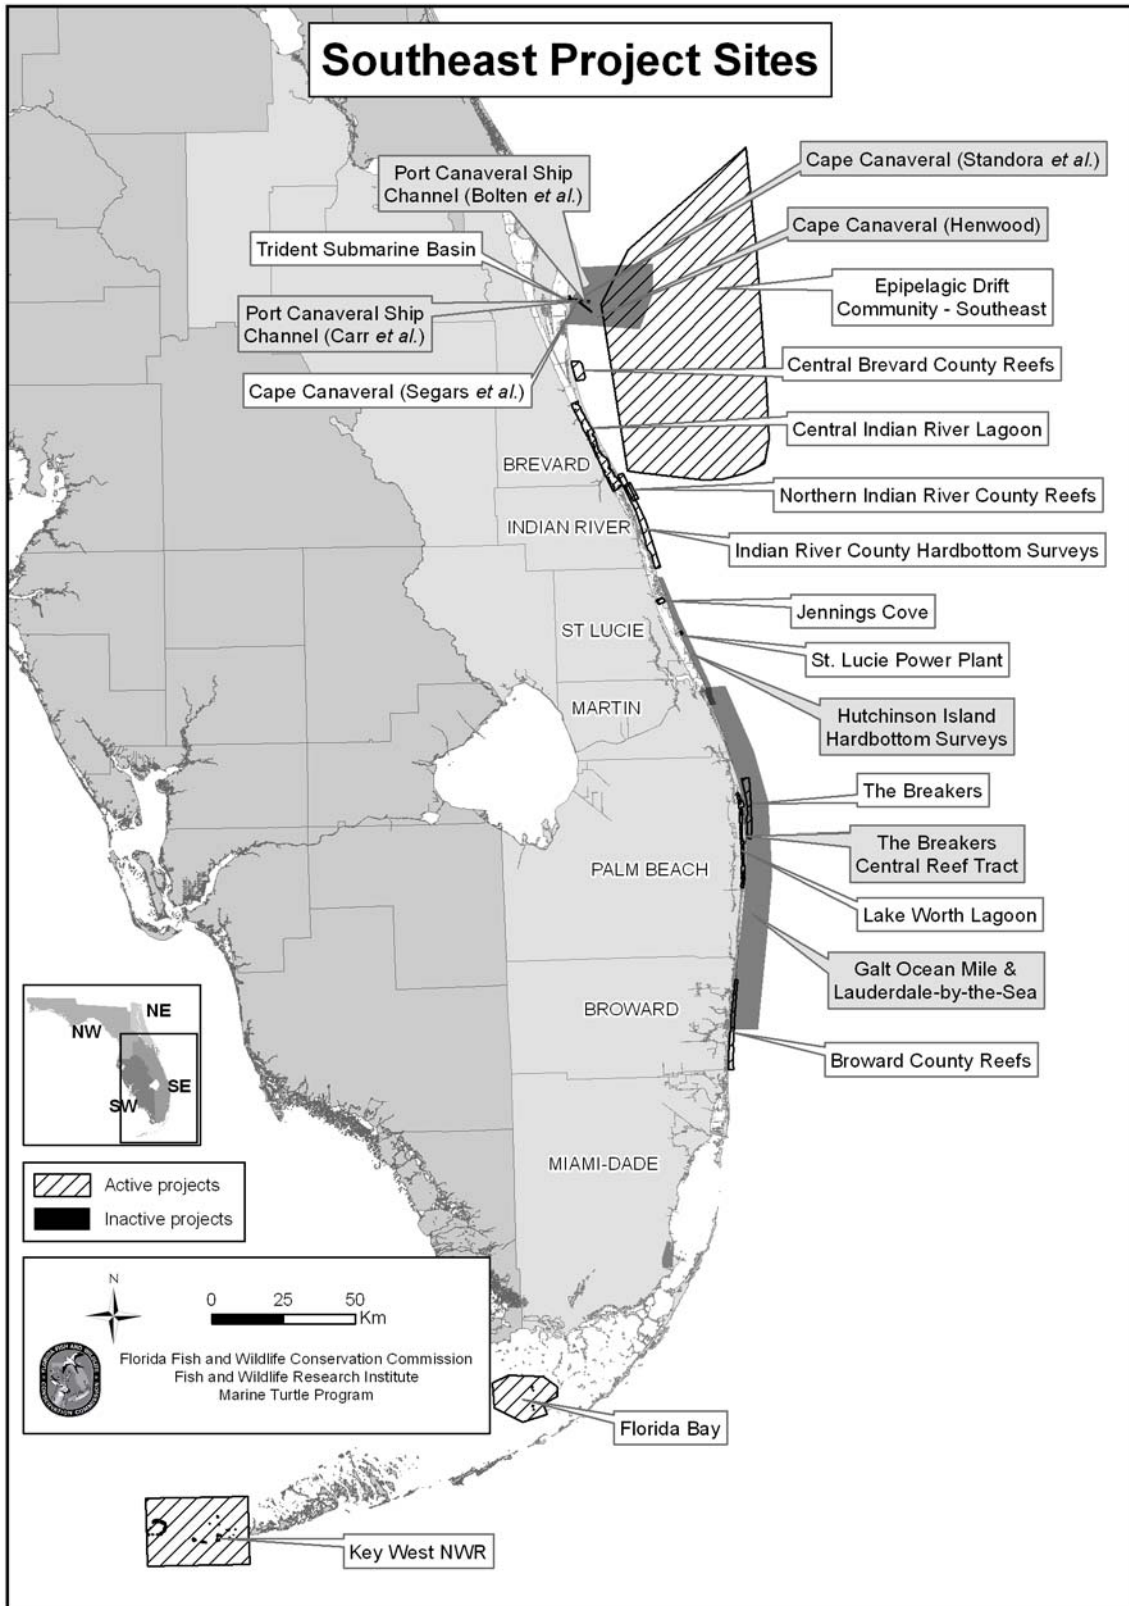 Southeast Project Sites
Port Canaveral Ship
Channel (Bolten et al.)
Cape Canaveral (Standora et al.)
Cape Canaveral (Henwood)
Trident Submarine Basin
Epipelagic Drift
Community - Southeast
Port Canaveral Ship
Channel (Carr et al.)
Central Brevard County Reefs
Cape Canaveral (Segars et al.)
Central Indian River Lagoon
BREVARD
Northern Indian River County Reefs
INDIAN RIVER
Indian River County Hardbottom Surveys
Jennings Cove
ST LUCIE
St. Lucie Power Plant
MARTIN
Hutchinson Island
Hardbottom Surveys
The Breakers
The Breakers
Central Reef Tract
PALM BEACH
Lake Worth Lagoon
Galt Ocean Mile &
Lauderdale-by-the-Sea
BROWARD
Broward County Reefs
NE
NW
SE
SW
MIAMI-DADE
Active projects
Inactive projects
N
0 25 50
Km
Florida Fish and Wildlife Conservation Commission
Fish and Wildlife Research Institute
Marine Turtle Program
FLORIDA FISH AND WILDLIFE
CONSERVATION COMMISSION
Florida Bay
Key West NWR